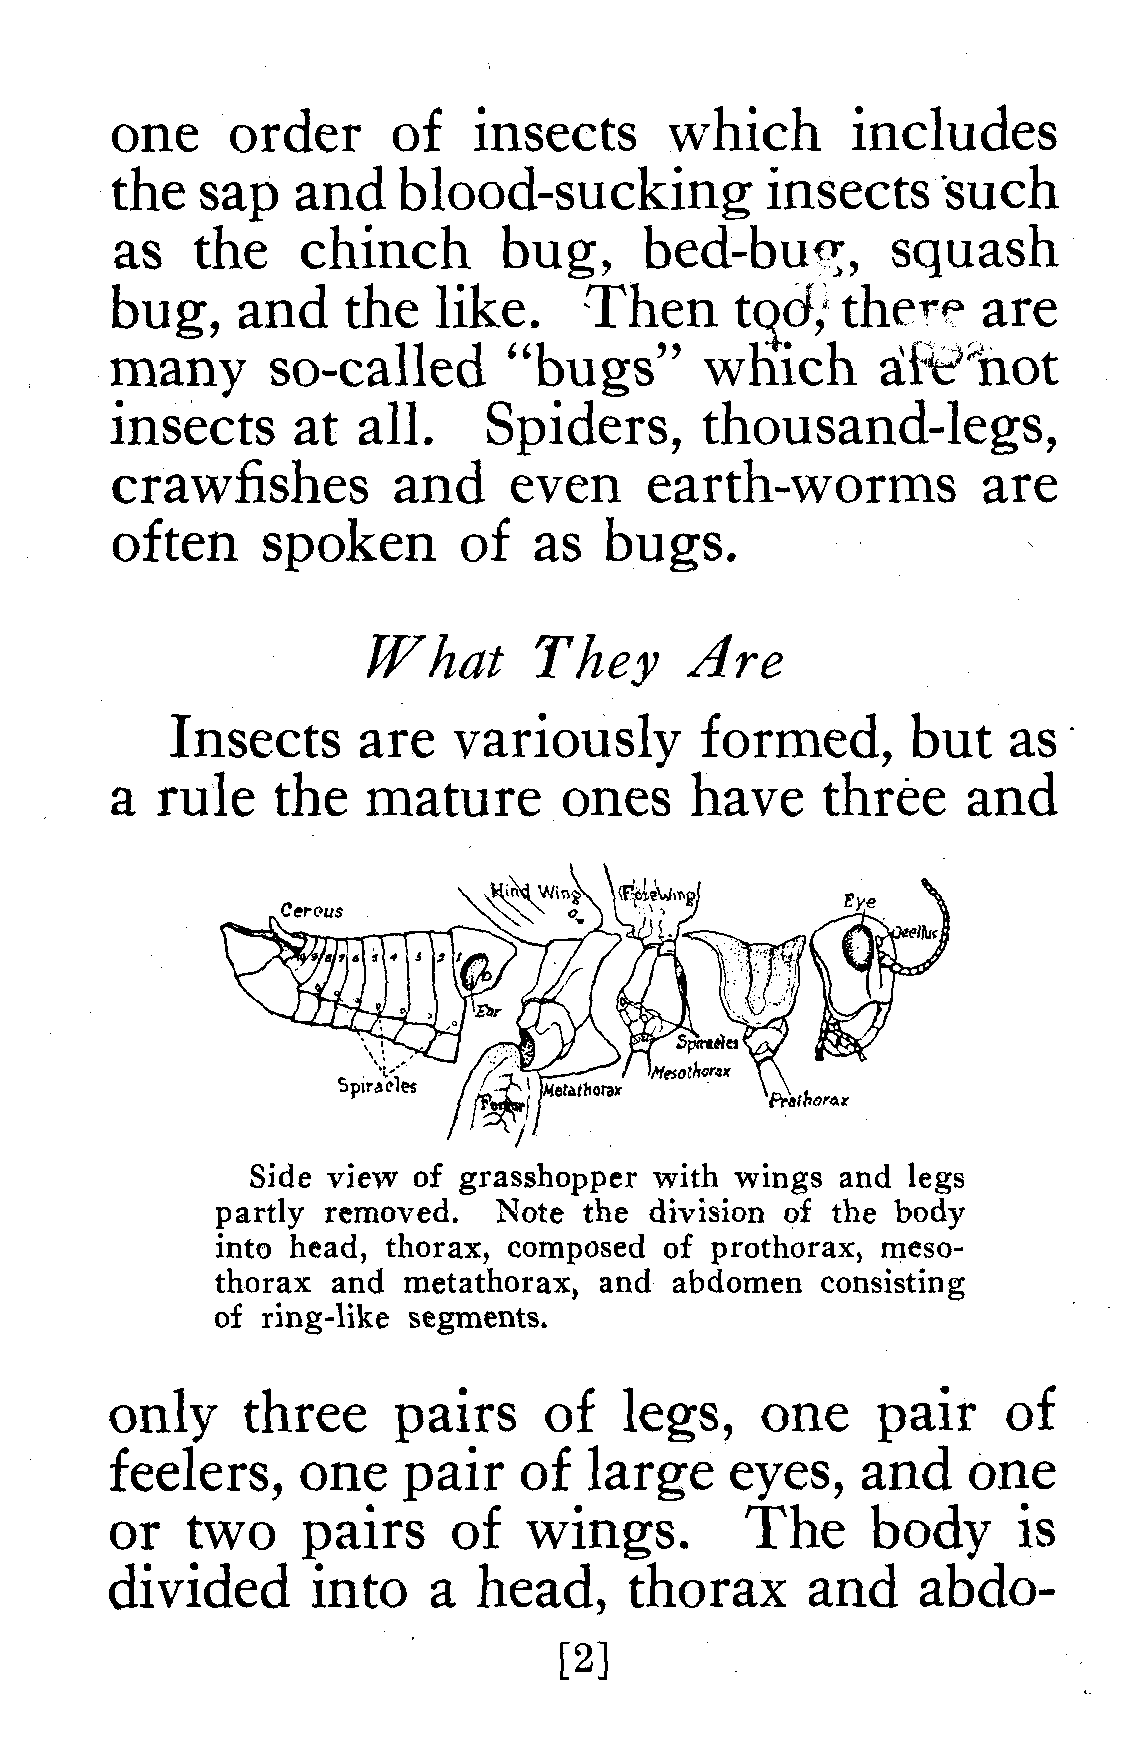 one order of insects which includes
the sap and blood-sucking insects such
as the chinch bug, bed-bug, squash
bug, and the like. Then too, there are
many so-called “bugs” which are not
insects at all. Spiders, thousand-legs,
crawfishes and even earth-worms are
often spoken of as bugs.
What They Are
Insects are variously formed, but as
a rule the mature ones have three and
Hind Wing
Fore Wing
Eye
Cercus
Ocellus
10 9 8 7 6 5 4 3 2 1
Ear
Spiracles
Mesothorax
Spiracles
Metathorax
Femur
Prothorax
Side view of grasshopper with wings and legs
partly removed. Note the division of the body
into head, thorax, composed of prothorax, meso-
thorax and metathorax, and abdomen consisting
of ring-like segments.
only three pairs of legs, one pair of
feelers, one pair of large eyes, and one
or two pairs of wings. The body is
divided into a head, thorax and abdo-
[2]